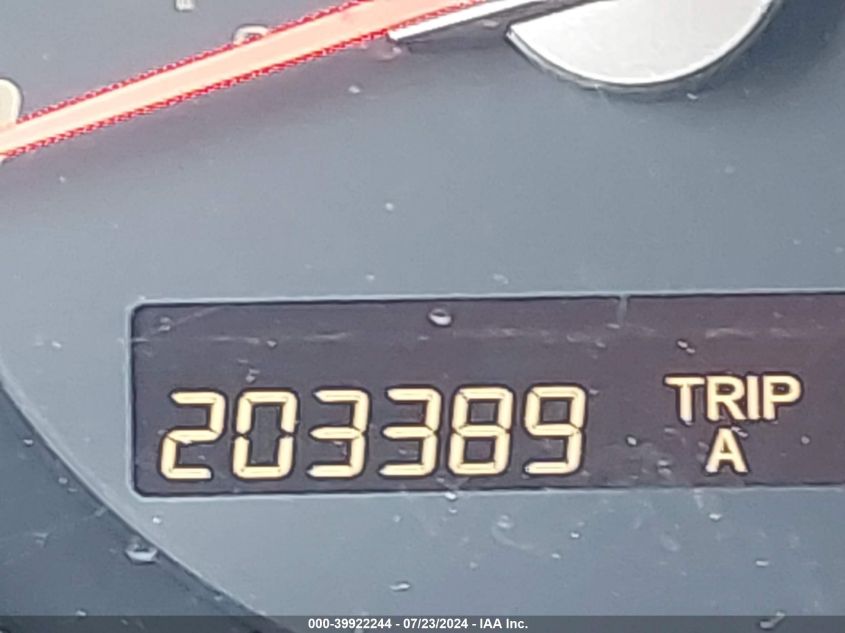 203389 TRIP
A
000-39922244 - 07/23/2024 - IAA Inc.